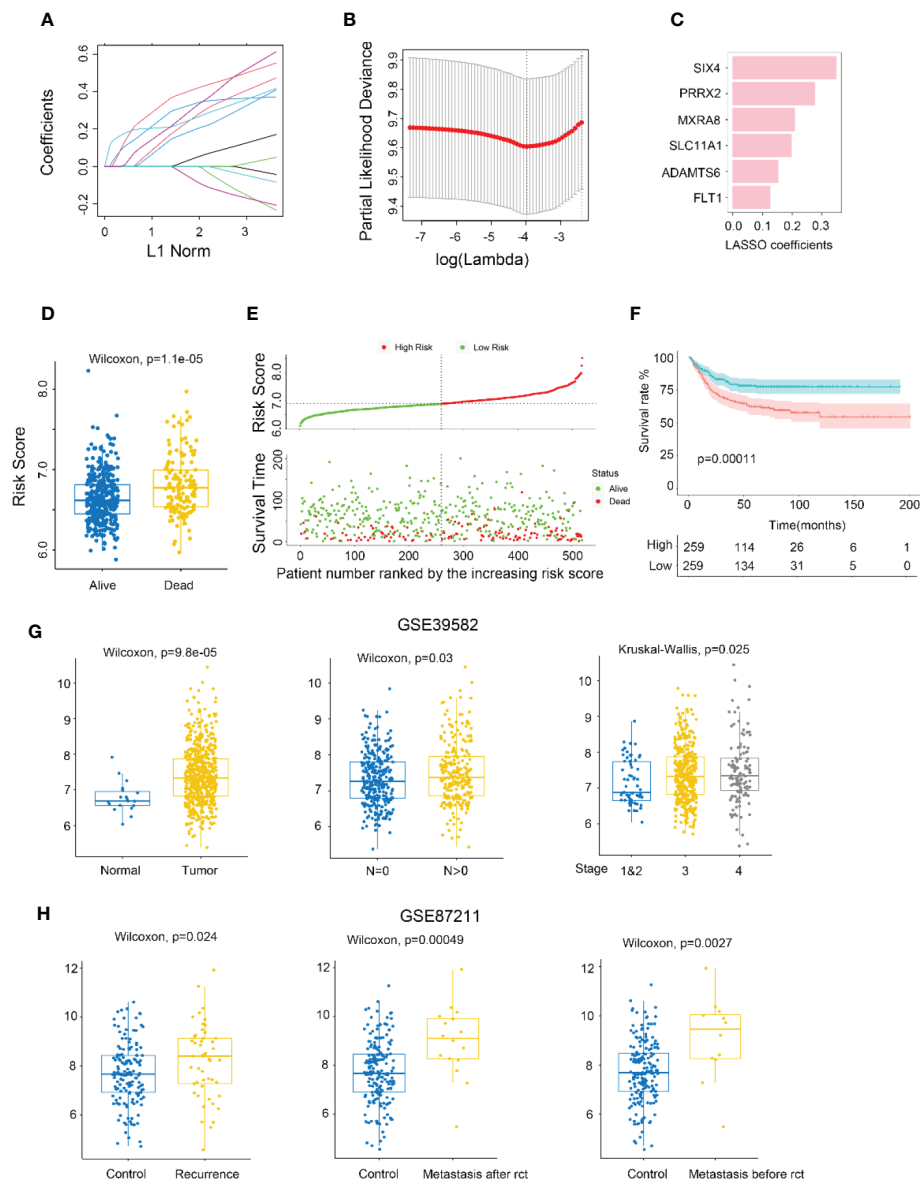 A
Coefficients
0.6
0.4
0.2
0.0
-0.2
0 1 2 3
L1 Norm
B
Partial Likelihood Deviance
9.9
9.8
9.7
9.6
9.5
9.4
-7 -6 -5 -4 -3
log(Lambda)
C
SIX4
PRRX2
MXRA8
SLC11A1
ADAMTS6
FLT1
0.0 0.1 0.2 0.3
LASSO coefficients
D
Wilcoxon, p=1.1e-05
Risk Score
8.0
7.0
6.0
Alive Dead
E
High Risk Low Risk
Risk Score
8.0
7.0
6.0
Survival Time
200
100
0
Status
Alive
Dead
0 100 200 300 400 500
Patient number ranked by the increasing risk score
F
Survival rate %
100
75
50
25
0
p=0.00011
0 50 100 150 200
Time(months)
High 259 114 26 6 1
Low 259 134 31 5 0
G
GSE39582
Wilcoxon, p=9.8e-05
10
9
8
7
6
Normal Tumor
Wilcoxon, p=0.03
10
9
8
7
6
N=0 N>0
Kruskal-Wallis, p=0.025
10
9
8
7
6
Stage 1&2 3 4
H
GSE87211
Wilcoxon, p=0.024
12
10
8
6
Control Recurrence
Wilcoxon, p=0.00049
12
10
8
6
Control Metastasis after rct
Wilcoxon, p=0.0027
12
10
8
6
Control Metastasis before rct